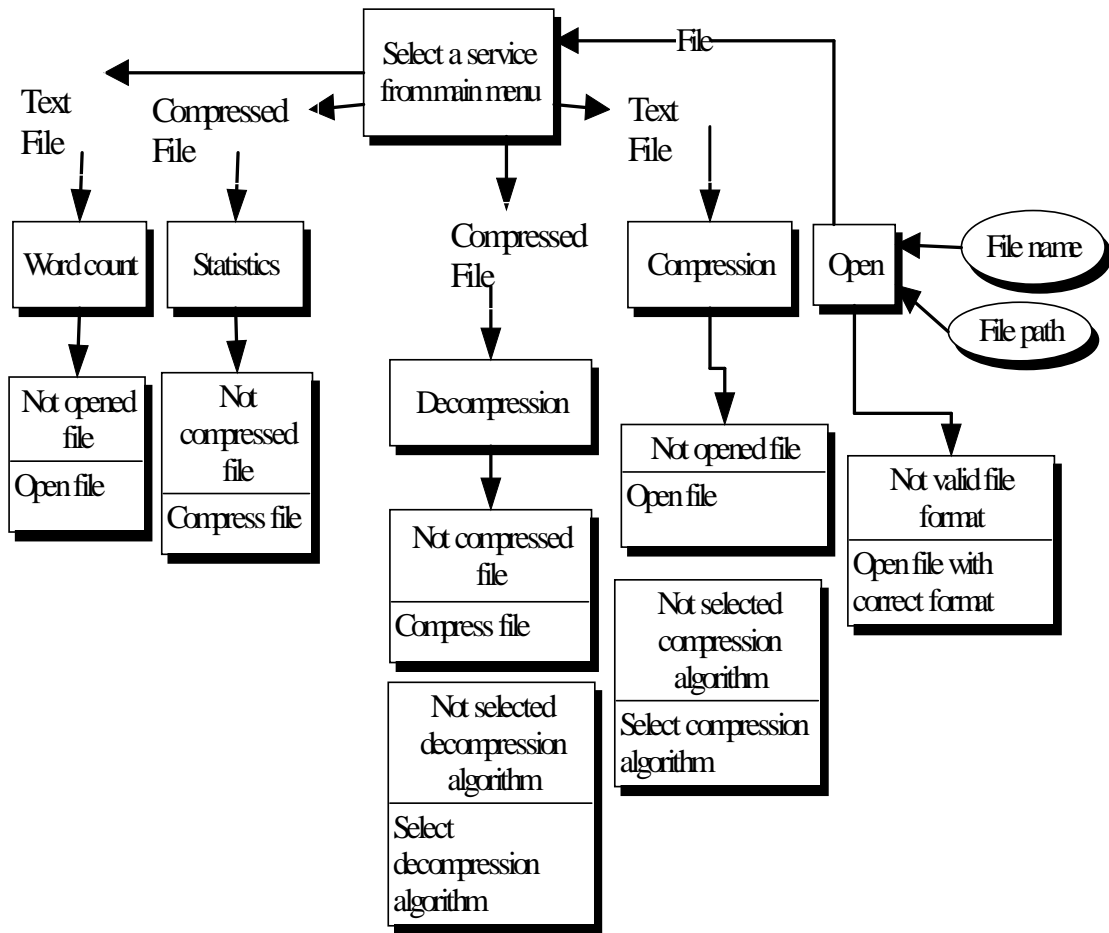 Select a service
from main menu
File
Text
File
Compressed
File
Text
File
Compressed
File
Word count
Statistics
Compression
Open
File name
File path
Decompression
Not opened
file
Open file
Not
compressed
file
Compress file
Not compressed
file
Compress file
Not selected
decompression
algorithm
Select
decompression
algorithm
Not opened file
Open file
Not selected
compression
algorithm
Select compression
algorithm
Not valid file
format
Open file with
correct format